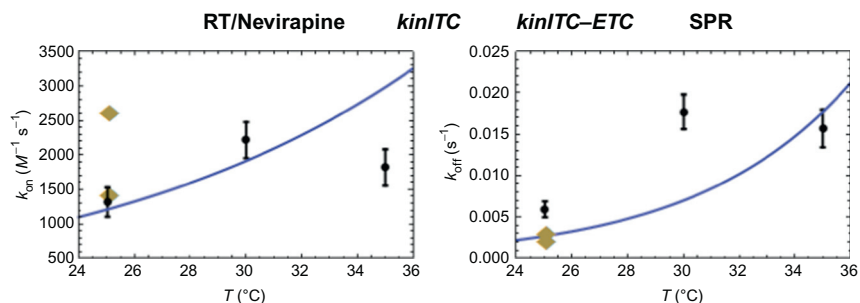 RT/Nevirapine kinITC kinITC–ETC SPR
3500
3000
2500
2000
1500
1000
500
k_on (M⁻¹ s⁻¹)
24 26 28 30 32 34 36
T (°C)
0.025
0.020
0.015
0.010
0.005
0.000
k_off (s⁻¹)
24 26 28 30 32 34 36
T (°C)